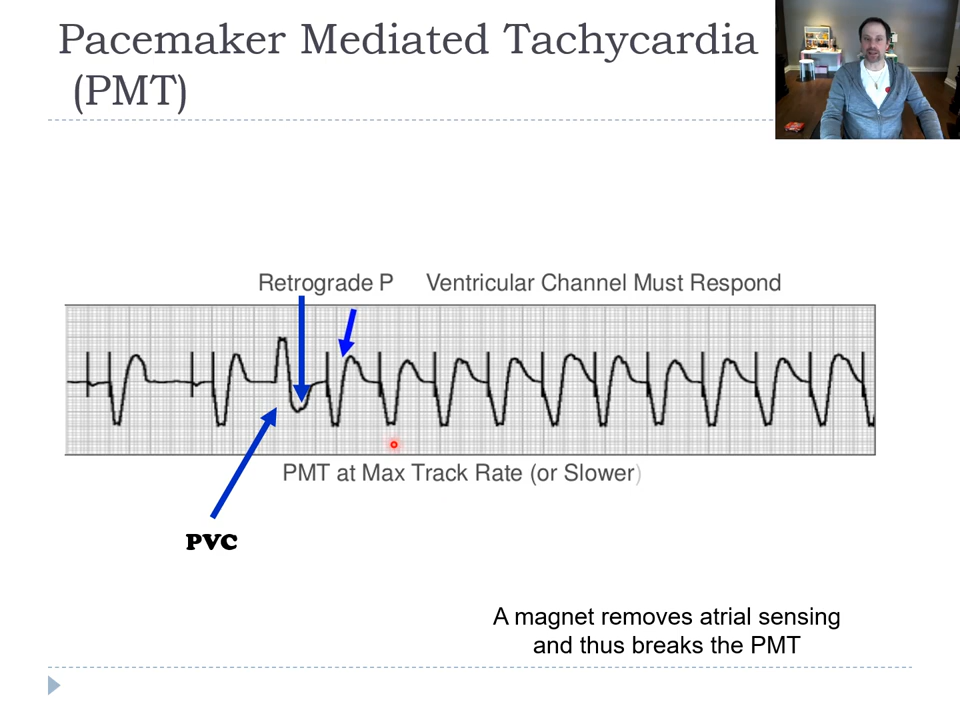 Pacemaker Mediated Tachycardia
(PMT)
Retrograde P Ventricular Channel Must Respond
PMT at Max Track Rate (or Slower)
PVC
A magnet removes atrial sensing
and thus breaks the PMT